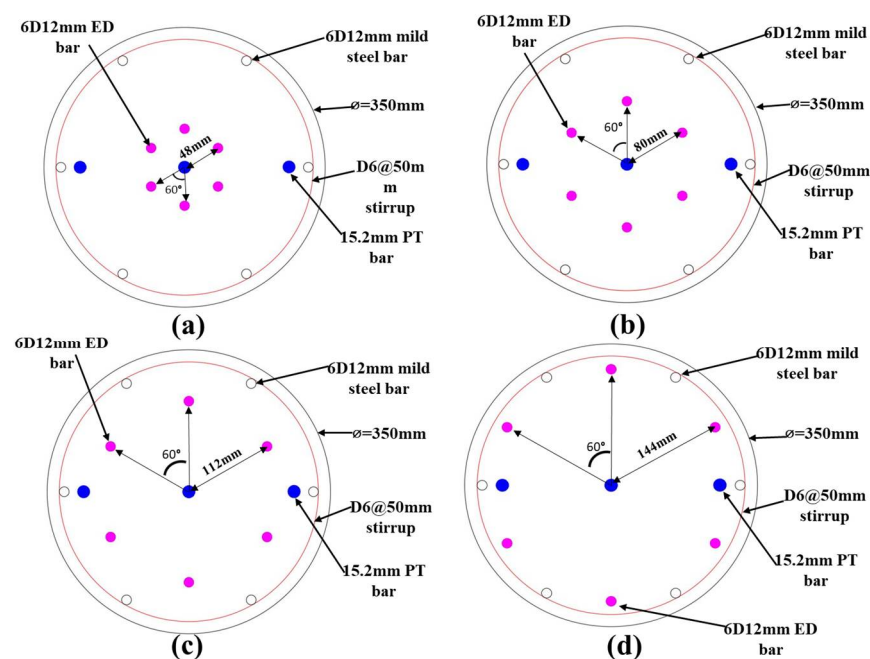 6D12mm ED
bar
6D12mm mild
steel bar
ø=350mm
48mm
60°
D6@50m
m
stirrup
15.2mm PT
bar
(a)
6D12mm ED
bar
6D12mm mild
steel bar
ø=350mm
60°
80mm
D6@50mm
stirrup
15.2mm PT
bar
(b)
6D12mm ED
bar
6D12mm mild
steel bar
ø=350mm
60°
112mm
D6@50mm
stirrup
15.2mm PT
bar
(c)
6D12mm mild
steel bar
ø=350mm
60°
144mm
D6@50mm
stirrup
15.2mm PT
bar
6D12mm ED
bar
(d)